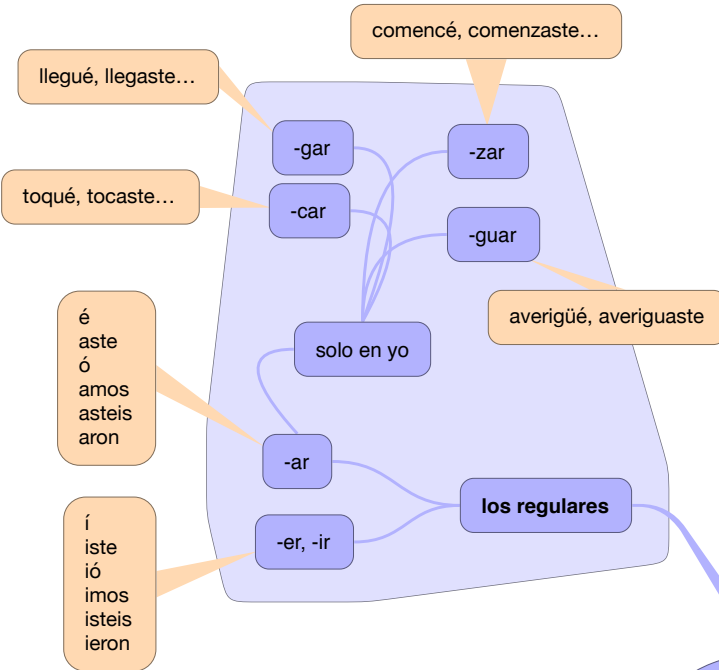 comencé, comenzaste…
llegué, llegaste…
-gar
-zar
toqué, tocaste…
-car
-guar
averigüé, averiguaste
solo en yo
é
aste
ó
amos
asteis
aron
-ar
los regulares
-er, -ir
í
iste
ió
imos
isteis
ieron